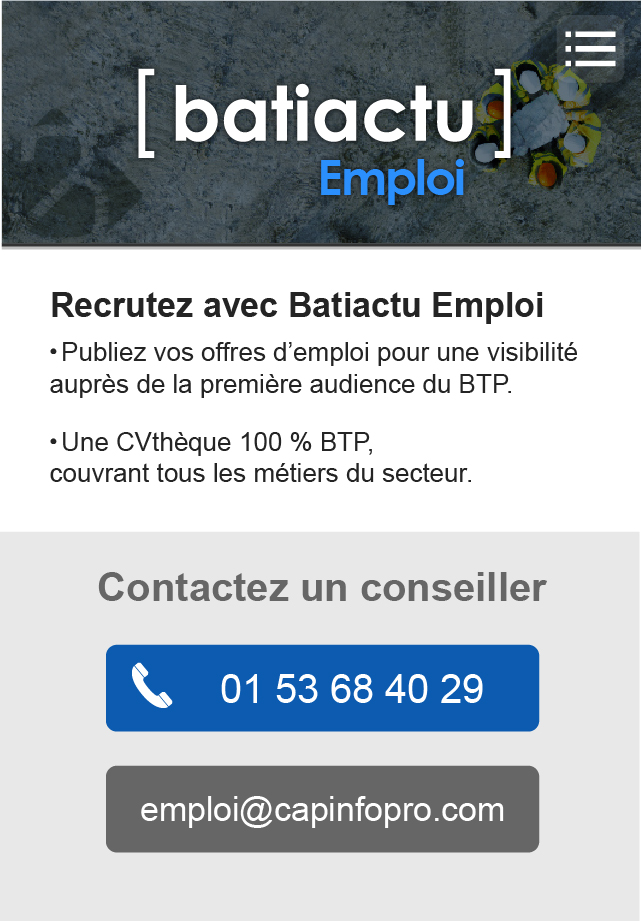 [ batiactu ]
Emploi
Recrutez avec Batiactu Emploi
•Publiez vos offres d’emploi pour une visibilité
auprès de la première audience du BTP.
•Une CVthèque 100 % BTP,
couvrant tous les métiers du secteur.
Contactez un conseiller
01 53 68 40 29
emploi@capinfopro.com